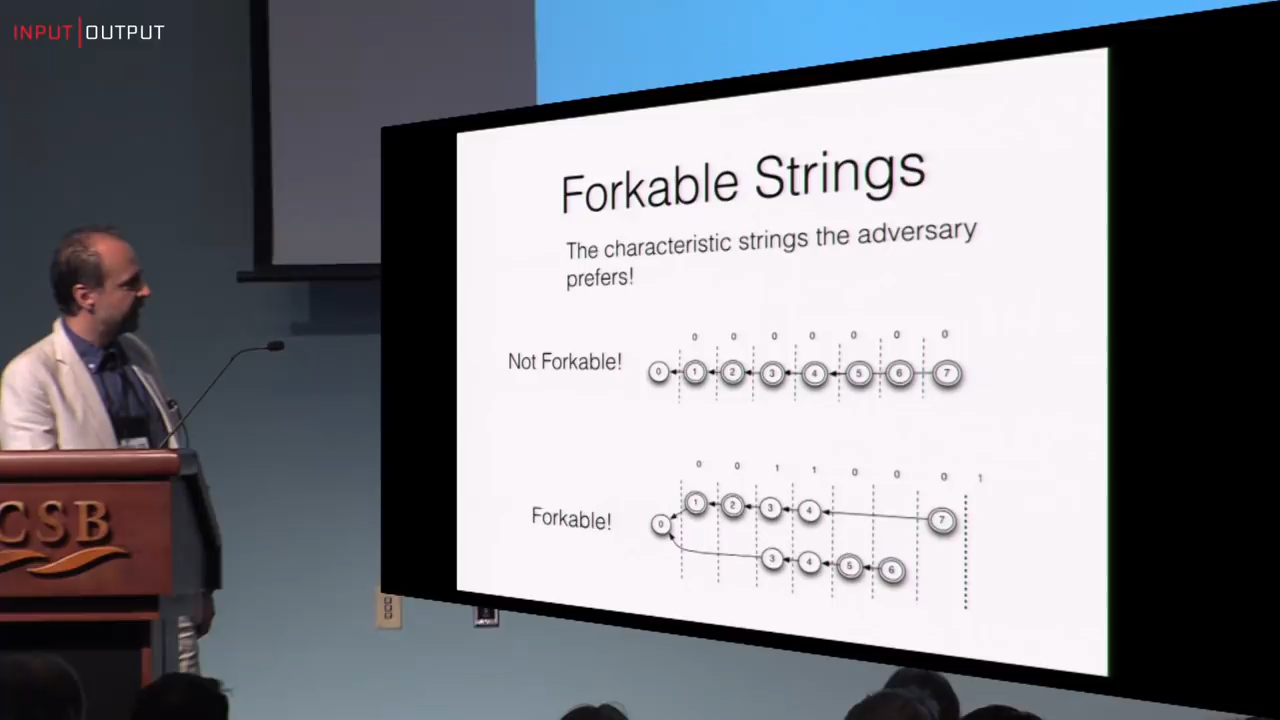 INPUT|OUTPUT
Forkable Strings
The characteristic strings the adversary
prefers!
0 0 0 0 0 0 0
Not Forkable!
0 1 2 3 4 5 6 7
0 0 1 1 0 0 0 1
1 2 3 4 7
Forkable!
0
3 4 5 6
CSB